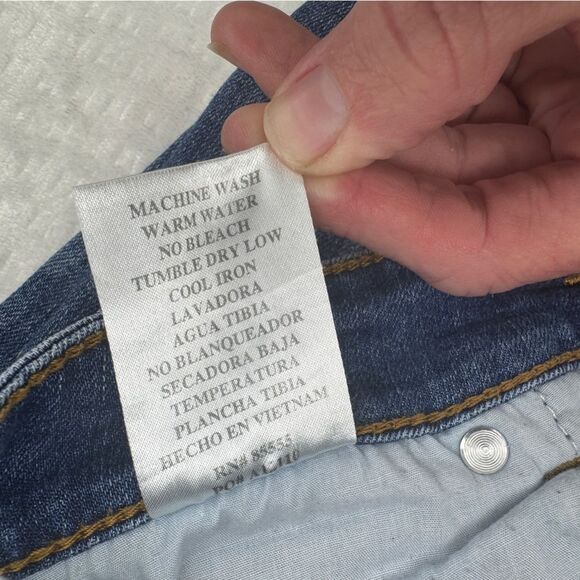 MACHINE WASH
WARM WATER
NO BLEACH
TUMBLE DRY LOW
COOL IRON
LAVADORA
AGUA TIBIA
NO BLANQUEADOR
SECADORA BAJA
TEMPERATURA
PLANCHA TIBIA
HECHO EN VIETNAM
RN# 85555
PO#